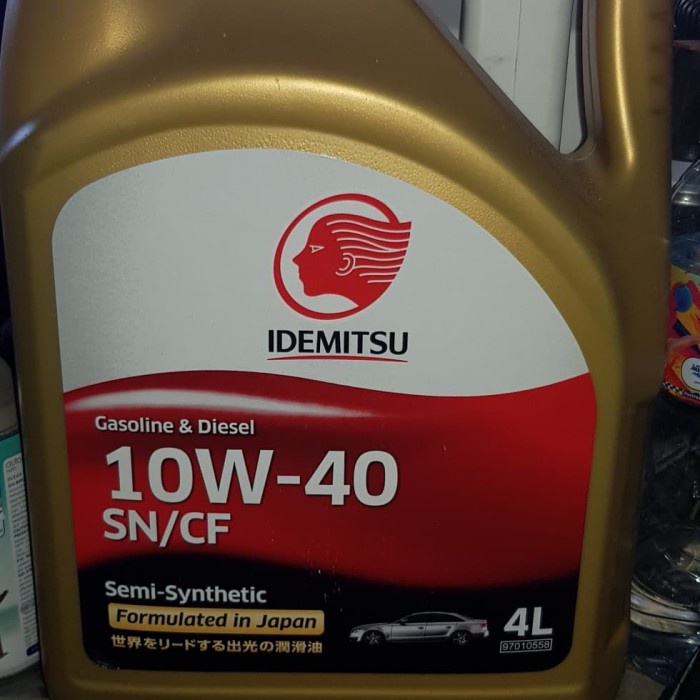 IDEMITSU
Gasoline & Diesel
10W-40
SN/CF
Semi-Synthetic
Formulated in Japan
世界をリードする出光の潤滑油
4L
97010558